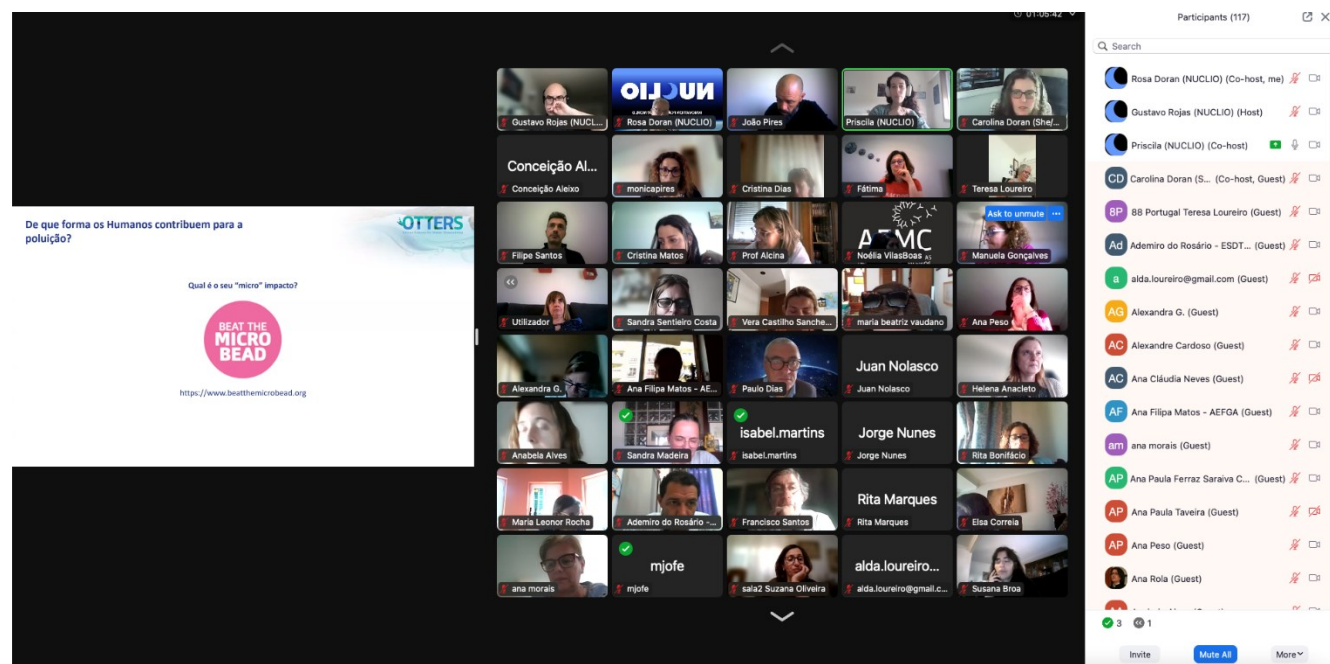 01:05:42
De que forma os Humanos contribuem para a
poluição?
OTTERS
Qual é o seu "micro" impacto?
BEAT THE
MICRO
BEAD
https://www.beatthemicrobead.org
Gustavo Rojas (NUCL...
NUCLIO
Rosa Doran (NUCLIO)
João Pires
Priscila (NUCLIO)
Carolina Doran (She/...
Conceição Al...
Conceição Aleixo
monicapires
Cristina Dias
Fátima
Teresa Loureiro
Filipe Santos
Cristina Matos
Prof Alcina
AEMC
Noélia VilasBoas
Ask to unmute ...
Manuela Gonçalves
Utilizador
Sandra Sentieiro Costa
Vera Castilho Sanche...
maria beatriz vaudano
Ana Peso
Alexandra G.
Ana Filipa Matos - AE...
Paulo Dias
Juan Nolasco
Juan Nolasco
Helena Anacleto
Anabela Alves
Sandra Madeira
isabel.martins
isabel.martins
Jorge Nunes
Jorge Nunes
Rita Bonifácio
Maria Leonor Rocha
Ademiro do Rosário -...
Francisco Santos
Rita Marques
Rita Marques
Elsa Correia
ana morais
mjofe
mjofe
sala2 Suzana Oliveira
alda.loureiro...
alda.loureiro@gmail.c...
Susana Broa
Participants (117)
Search
Rosa Doran (NUCLIO) (Co-host, me)
Gustavo Rojas (NUCLIO) (Host)
Priscila (NUCLIO) (Co-host)
CD Carolina Doran (S... (Co-host, Guest)
8P 88 Portugal Teresa Loureiro (Guest)
Ad Ademiro do Rosário - ESDT... (Guest)
a alda.loureiro@gmail.com (Guest)
AG Alexandra G. (Guest)
AC Alexandre Cardoso (Guest)
AC Ana Cláudia Neves (Guest)
AF Ana Filipa Matos - AEFGA (Guest)
am ana morais (Guest)
AP Ana Paula Ferraz Saraiva C... (Guest)
AP Ana Paula Taveira (Guest)
AP Ana Peso (Guest)
Ana Rola (Guest)
3 1
Invite
Mute All
More